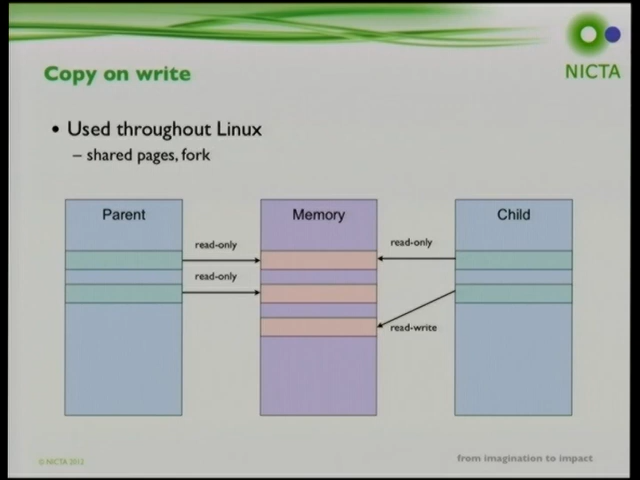 NICTA
Copy on write
• Used throughout Linux
– shared pages, fork
Parent
Memory
Child
read-only
read-only
read-only
read-write
© NICTA 2012
from imagination to impact